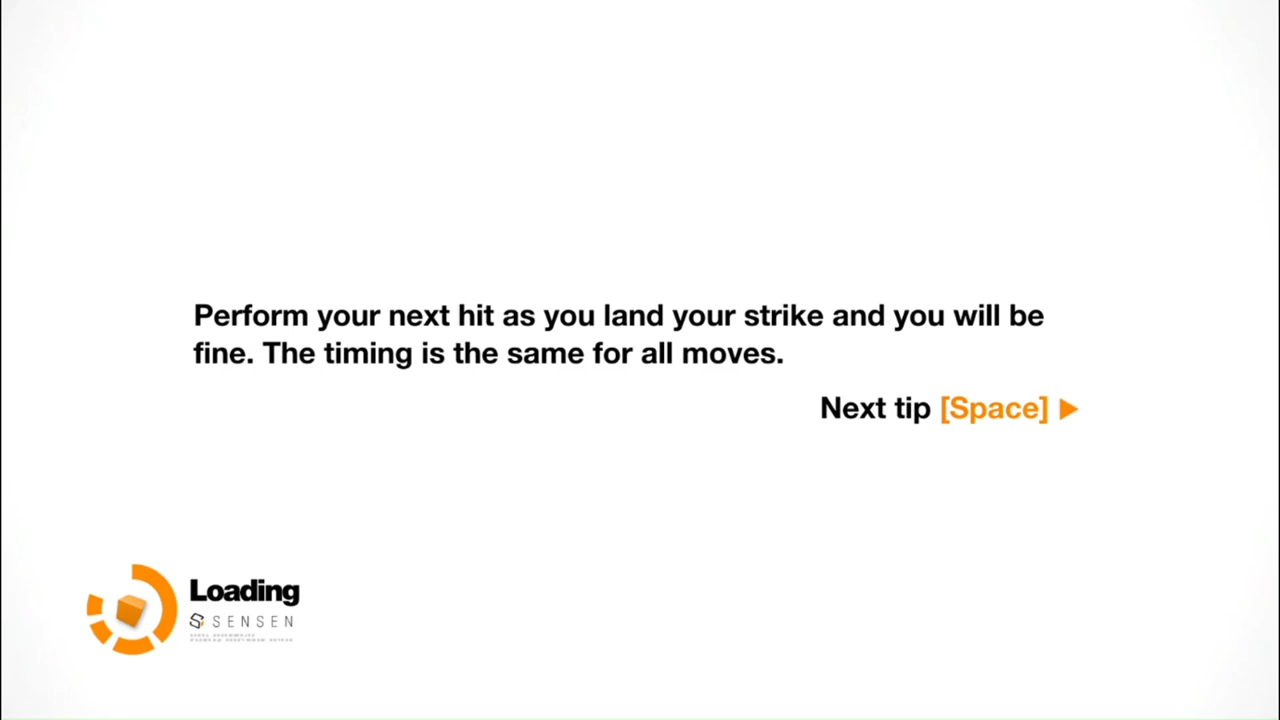 Perform your next hit as you land your strike and you will be
fine. The timing is the same for all moves.
Next tip [Space]
Loading
SENSEN